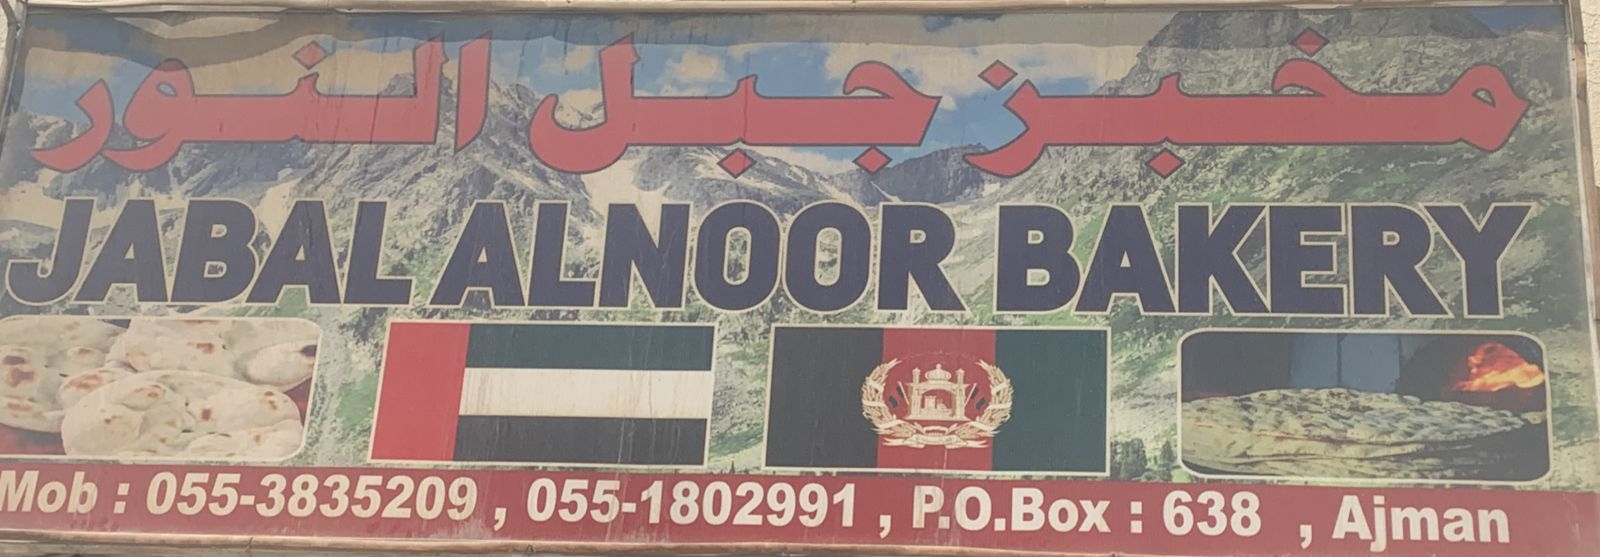 مخبز جبل النور
JABAL ALNOOR BAKERY
Mob : 055-3835209 , 055-1802991 , P.O.Box : 638 , Ajman